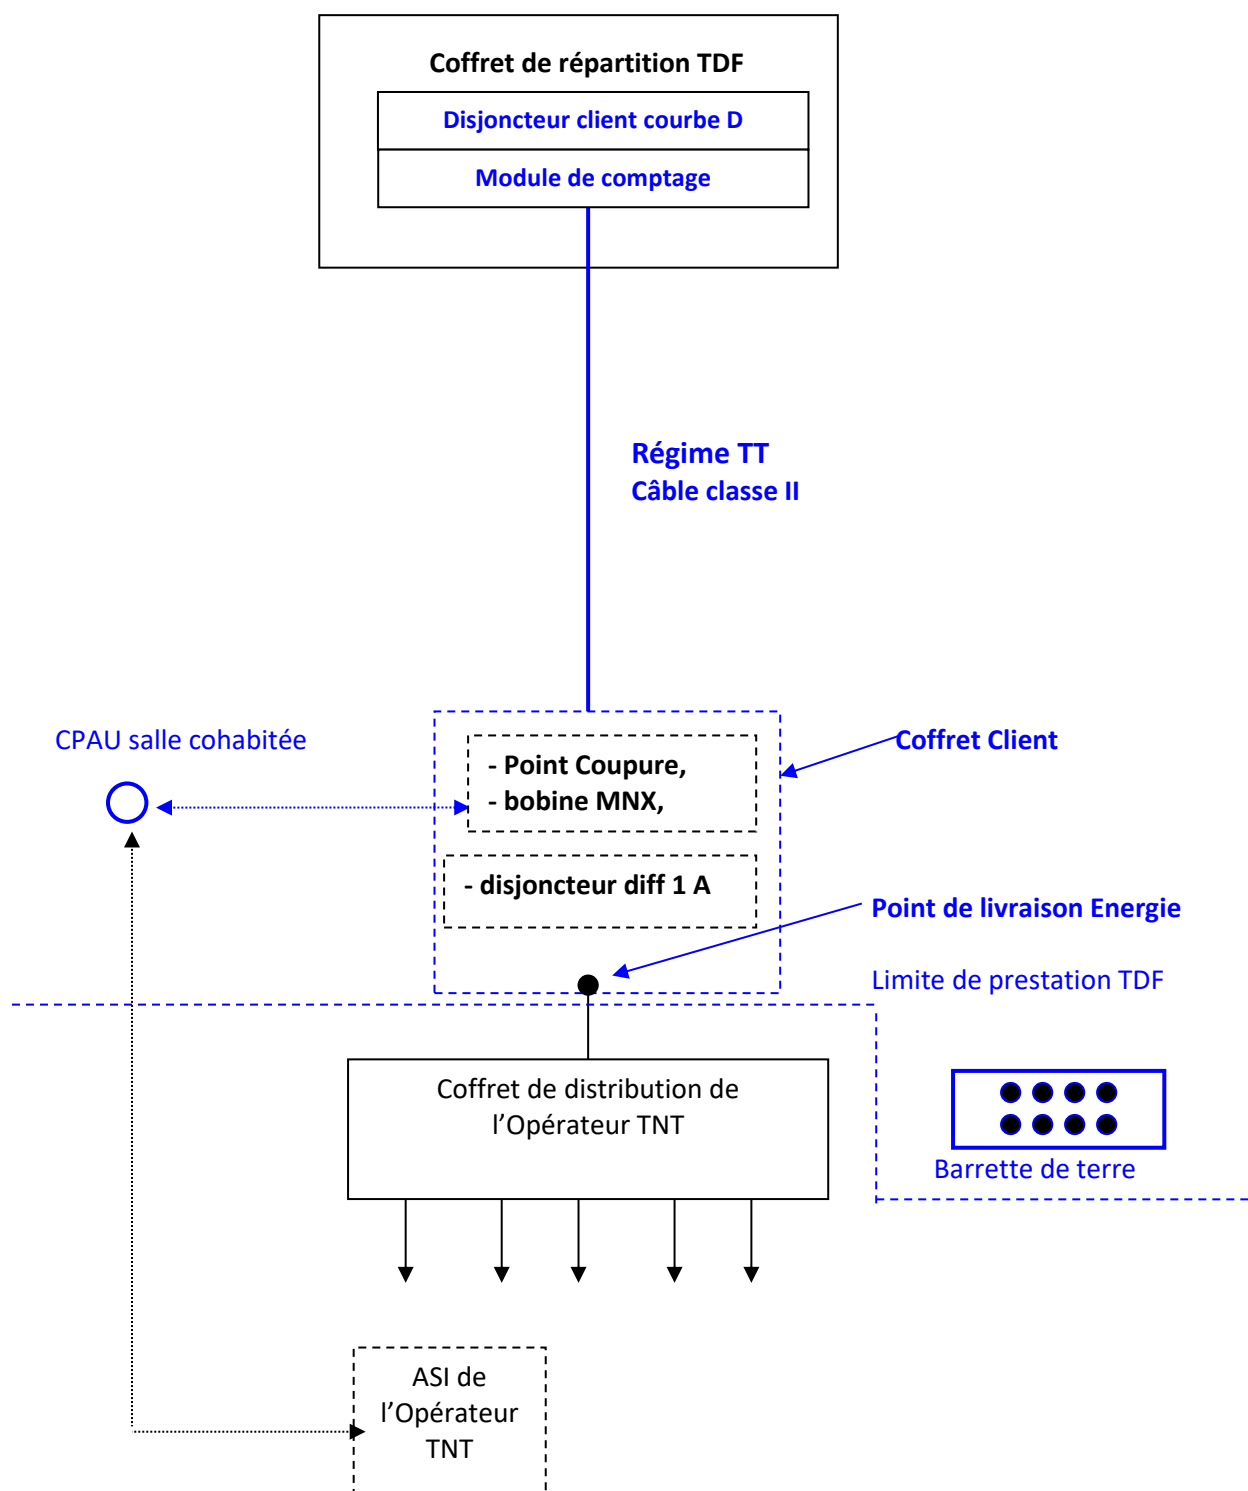 Coffret de répartition TDF
Disjoncteur client courbe D
Module de comptage
Régime TT
Câble classe II
CPAU salle cohabitée
- Point Coupure,
- bobine MNX,
Coffret Client
- disjoncteur diff 1 A
Point de livraison Energie
Limite de prestation TDF
Coffret de distribution de
l’Opérateur TNT
Barrette de terre
ASI de
l’Opérateur
TNT